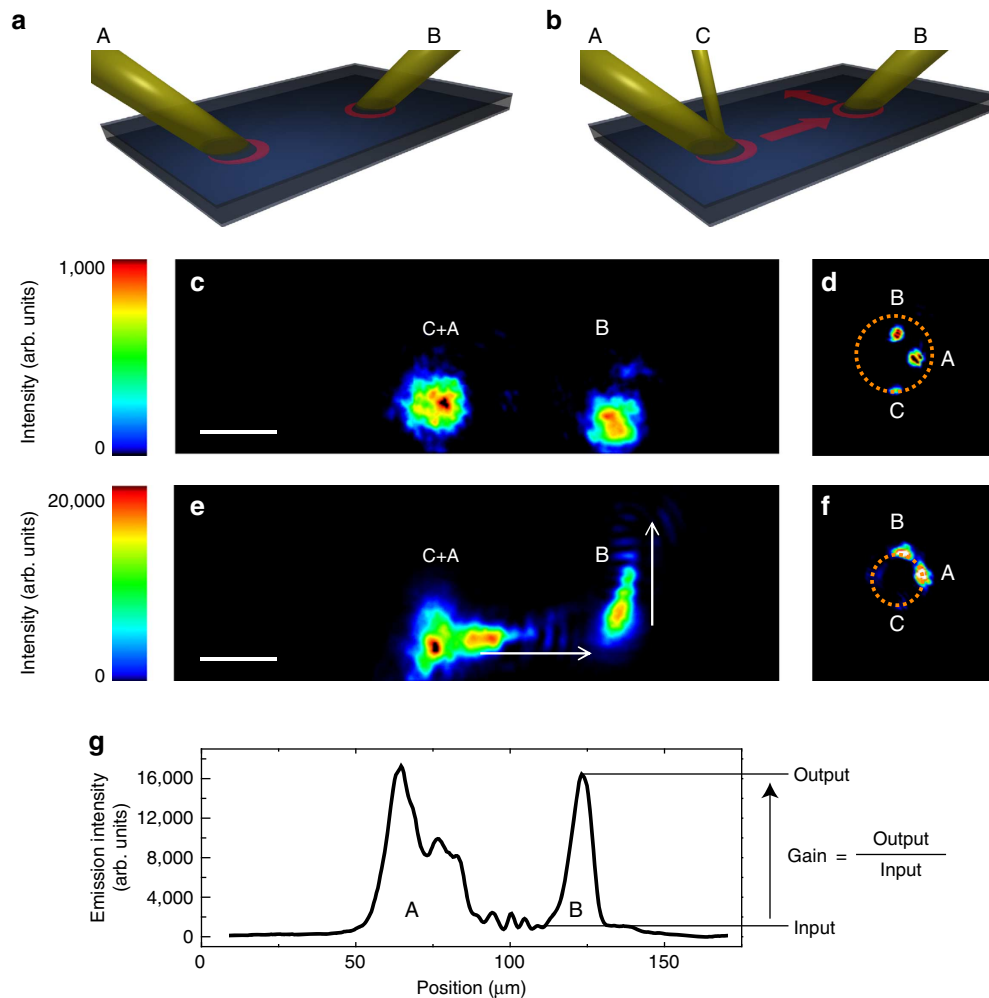 a
b
A
B
A
C
B
1,000
0
Intensity (arb. units)
c
C+A
B
d
B
A
C
20,000
0
Intensity (arb. units)
e
C+A
B
f
B
A
C
g
Emission intensity
(arb. units)
16,000
12,000
8,000
4,000
0
A
B
0
50
100
150
Position (μm)
Output
Gain = Output
Input
Input